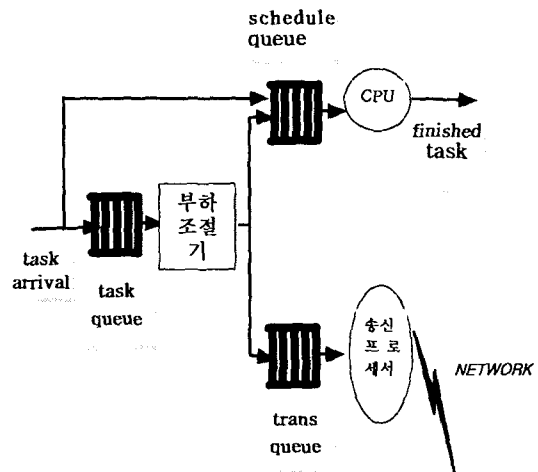 schedule
queue
CPU
finished
task
부하
조절
기
task
arrival
task
queue
송신
프로
세서
NETWORK
trans
queue